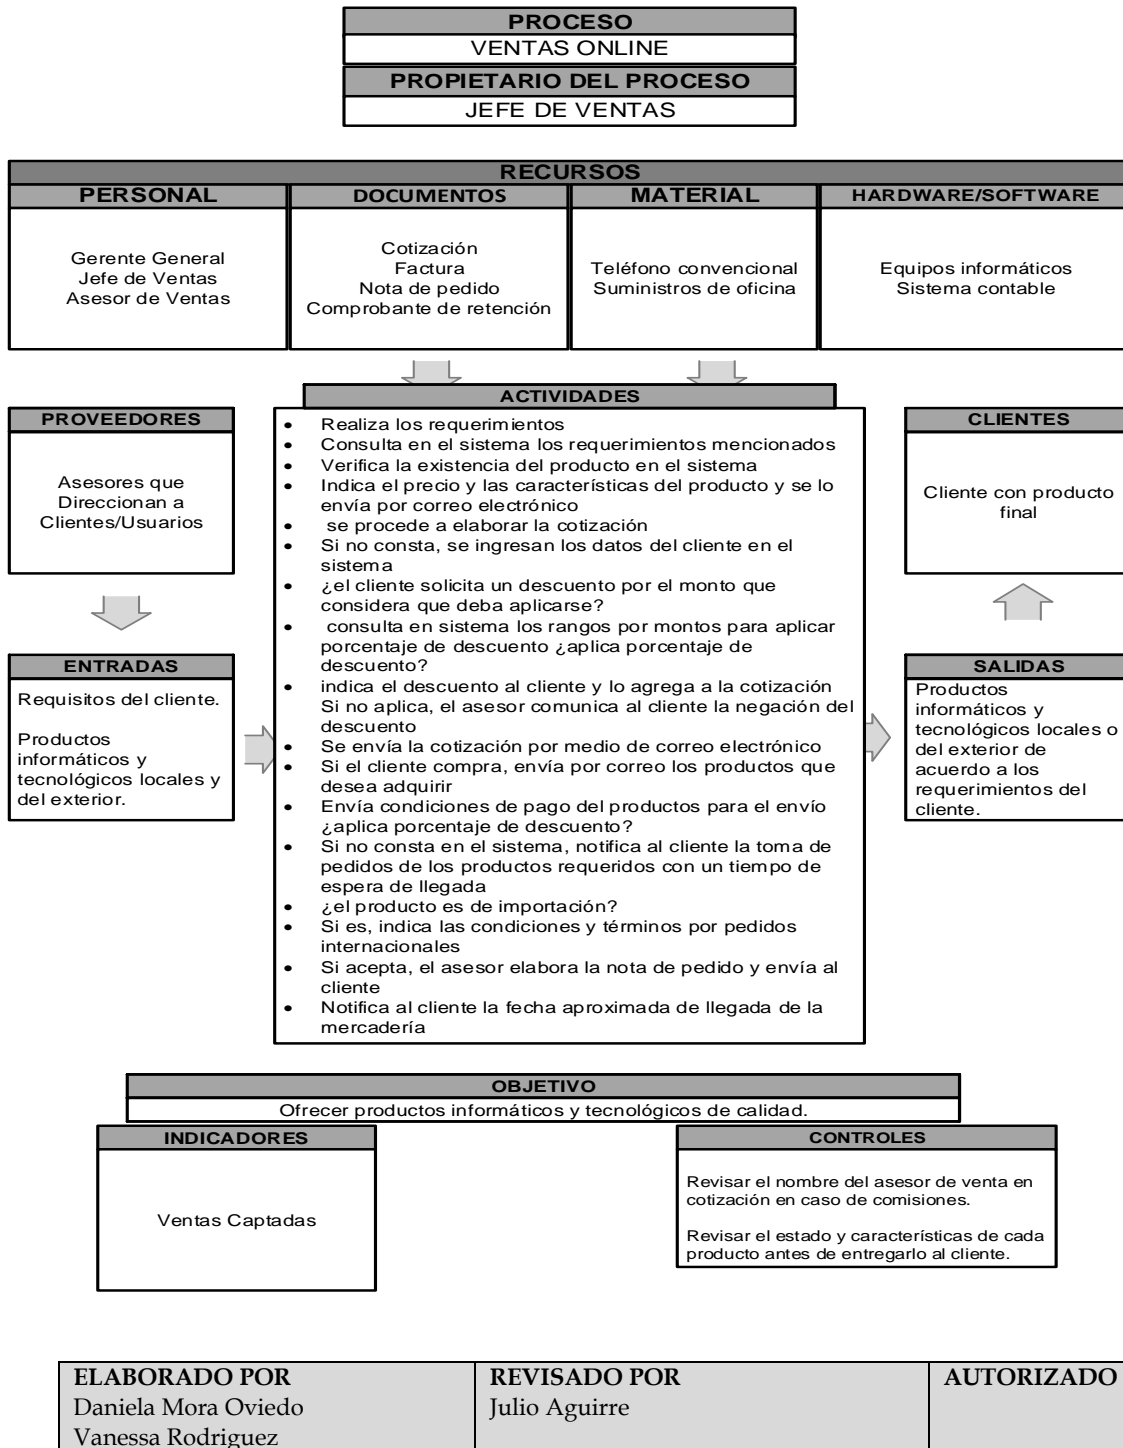 PROCESO
VENTAS ONLINE
PROPIETARIO DEL PROCESO
JEFE DE VENTAS
RECURSOS
PERSONAL
Gerente General
Jefe de Ventas
Asesor de Ventas
DOCUMENTOS
Cotización
Factura
Nota de pedido
Comprobante de retención
MATERIAL
Teléfono convencional
Suministros de oficina
HARDWARE/SOFTWARE
Equipos informáticos
Sistema contable
PROVEEDORES
Asesores que
Direccionan a
Clientes/Usuarios
ENTRADAS
Requisitos del cliente.
Productos
informáticos y
tecnológicos locales y
del exterior.
ACTIVIDADES
• Realiza los requerimientos
• Consulta en el sistema los requerimientos mencionados
• Verifica la existencia del producto en el sistema
• Indica el precio y las características del producto y se lo
envía por correo electrónico
• se procede a elaborar la cotización
• Si no consta, se ingresan los datos del cliente en el
sistema
• ¿el cliente solicita un descuento por el monto que
considera que deba aplicarse?
• consulta en sistema los rangos por montos para aplicar
porcentaje de descuento ¿aplica porcentaje de
descuento?
• indica el descuento al cliente y lo agrega a la cotización
Si no aplica, el asesor comunica al cliente la negación del
descuento
• Se envía la cotización por medio de correo electrónico
• Si el cliente compra, envía por correo los productos que
desea adquirir
• Envía condiciones de pago del productos para el envío
¿aplica porcentaje de descuento?
• Si no consta en el sistema, notifica al cliente la toma de
pedidos de los productos requeridos con un tiempo de
espera de llegada
• ¿el producto es de importación?
• Si es, indica las condiciones y términos por pedidos
internacionales
• Si acepta, el asesor elabora la nota de pedido y envía al
cliente
• Notifica al cliente la fecha aproximada de llegada de la
mercadería
CLIENTES
Cliente con producto
final
SALIDAS
Productos
informáticos y
tecnológicos locales o
del exterior de
acuerdo a los
requerimientos del
cliente.
OBJETIVO
Ofrecer productos informáticos y tecnológicos de calidad.
INDICADORES
Ventas Captadas
CONTROLES
Revisar el nombre del asesor de venta en
cotización en caso de comisiones.
Revisar el estado y características de cada
producto antes de entregarlo al cliente.
ELABORADO POR
Daniela Mora Oviedo
Vanessa Rodriguez
REVISADO POR
Julio Aguirre
AUTORIZADO